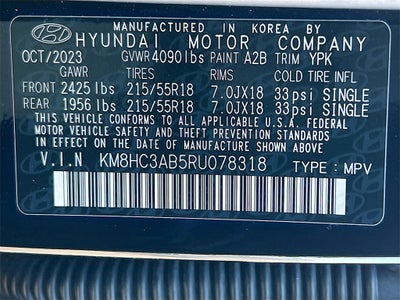 MANUFACTURED IN KOREA BY
HYUNDAI MOTOR COMPANY
OCT/2023 GVWR 4090 lbs PAINT A2B TRIM YPK
GAWR TIRES RIMS COLD TIRE INFL
FRONT 2425 lbs 215/55R18 7.0JX18 33psi SINGLE
REAR 1956 lbs 215/55R18 7.0JX18 33psi SINGLE
THIS VEHICLE CONFORMS TO ALL APPLICABLE U.S.A. FEDERAL
MOTOR VEHICLE SAFETY, BUMPER, AND THEFT PREVENTION
STANDARDS IN EFFECT ON THE DATE OF MANUFACTURE SHOWN ABOVE.
V.I.N KM8HC3AB5RU078318 TYPE : MPV